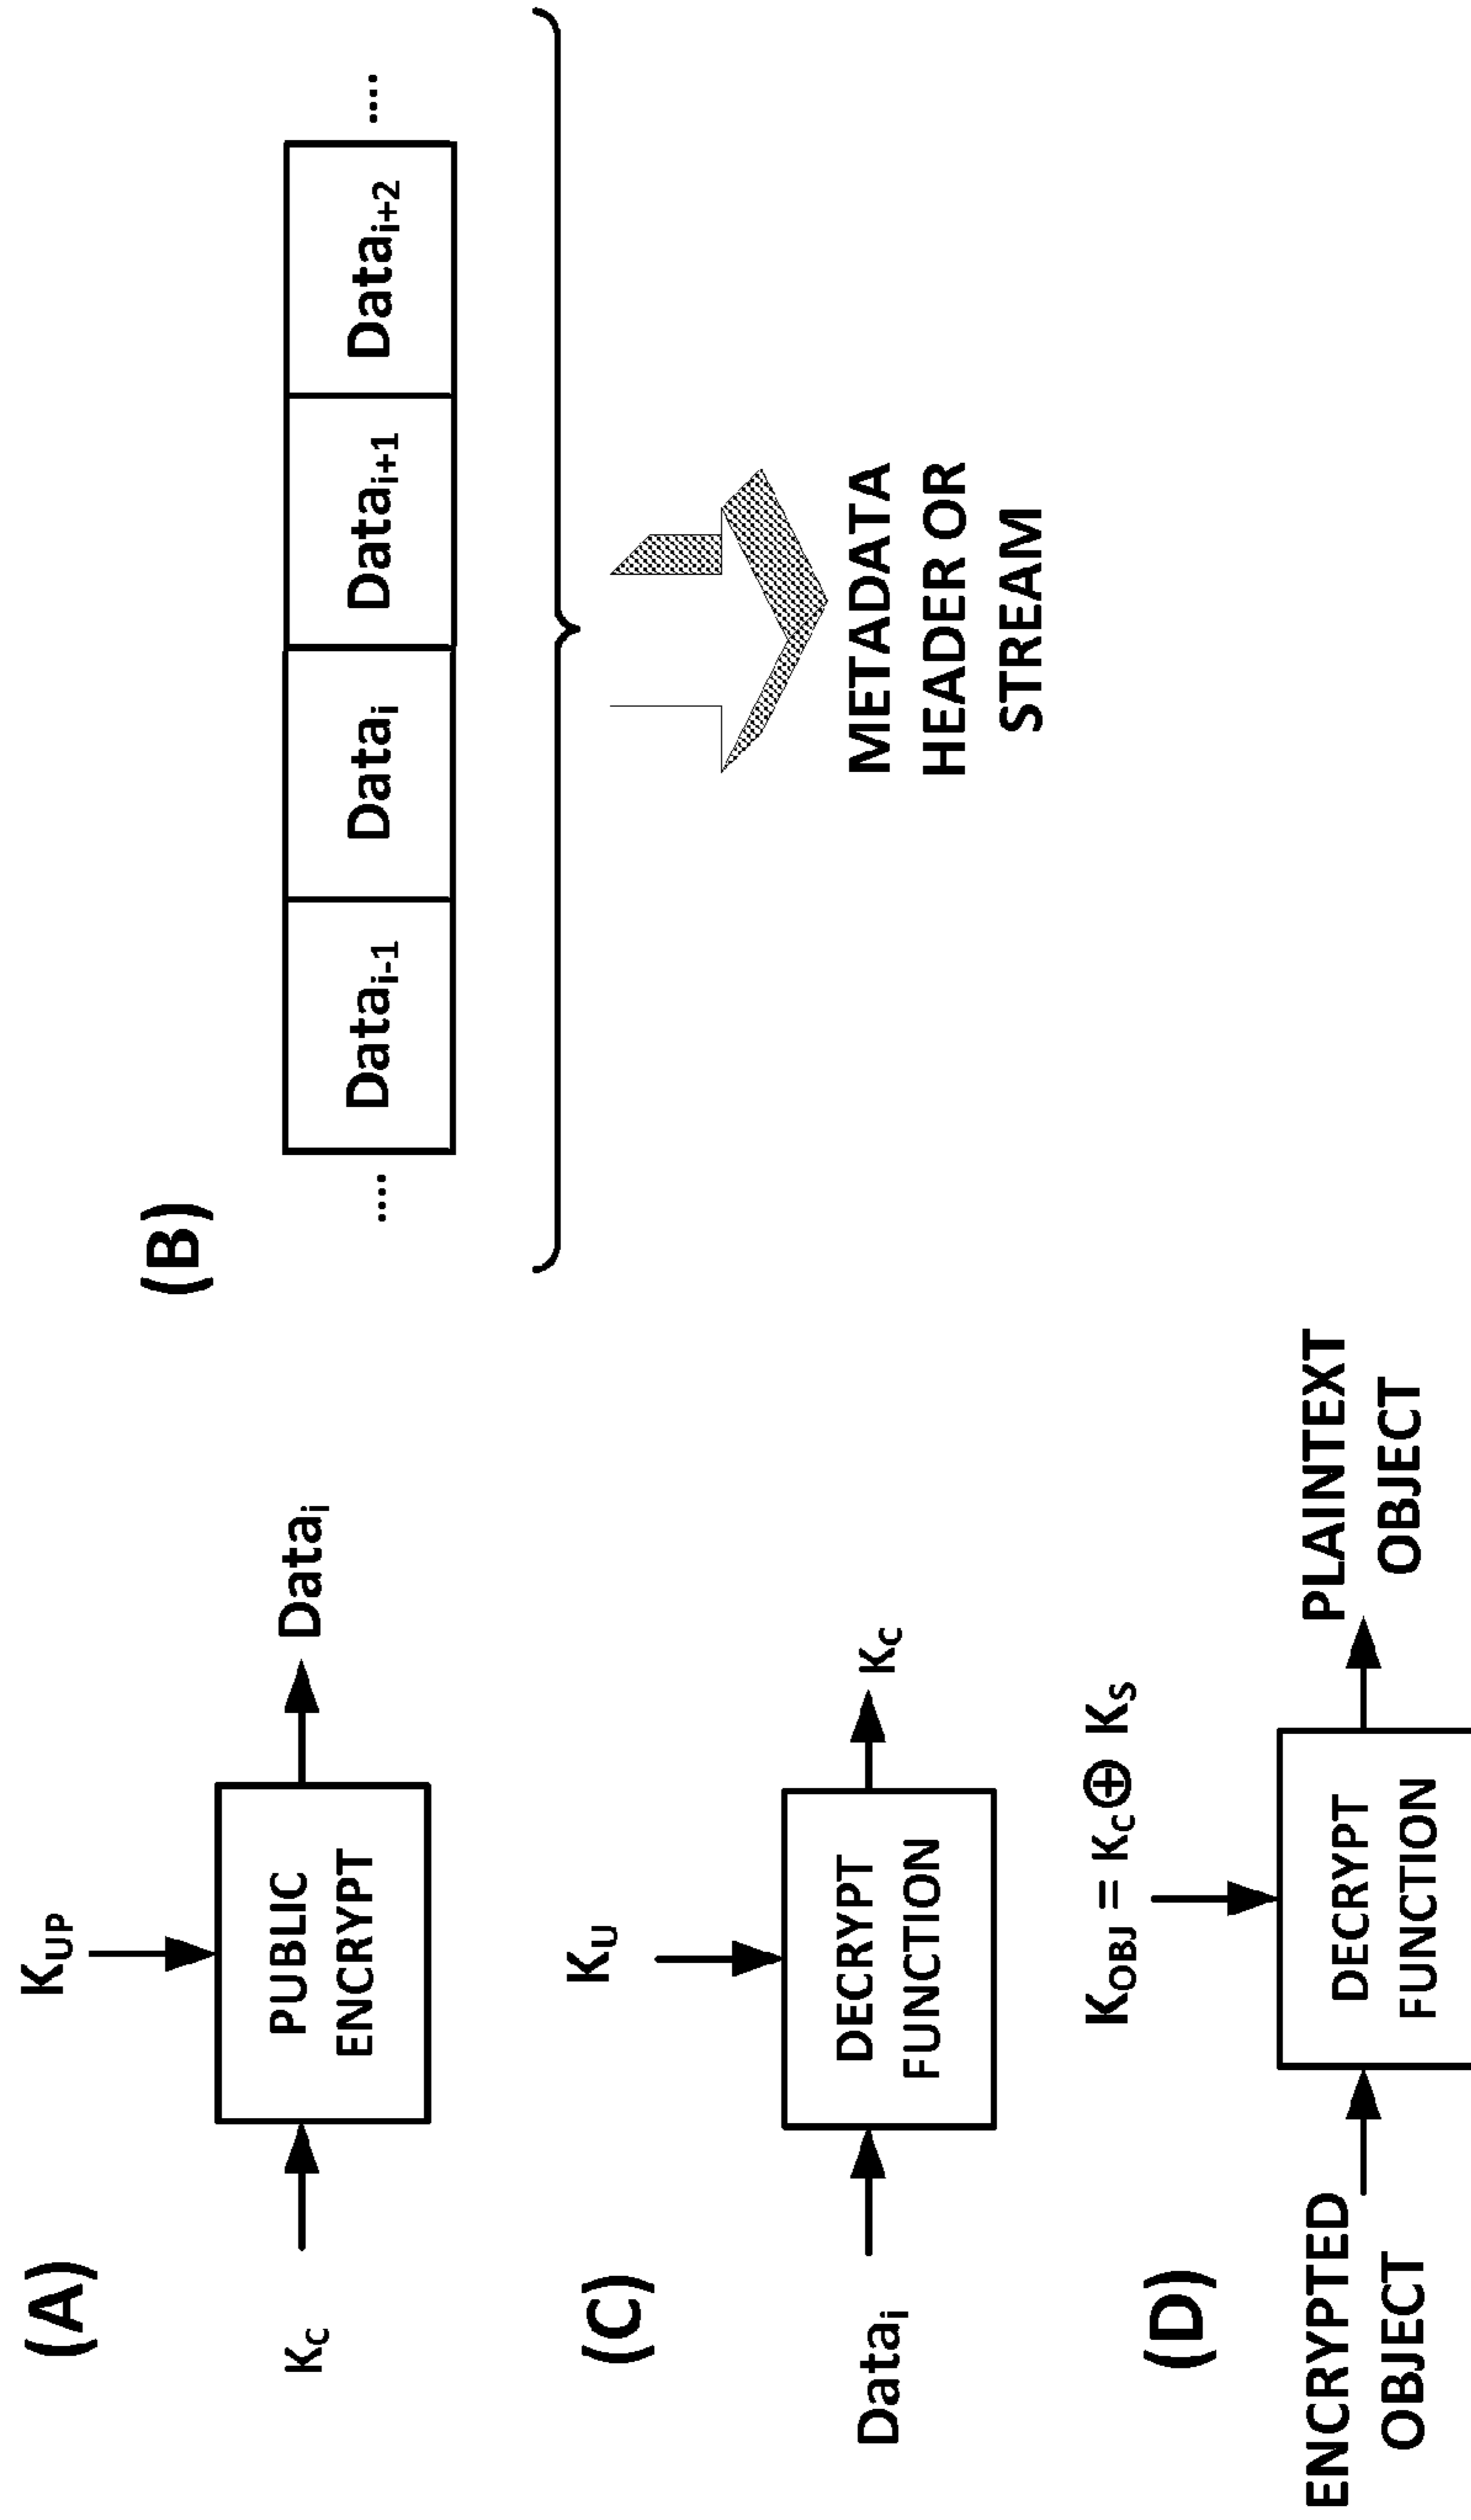 (A)
K_UP
K_C
PUBLIC
ENCRYPT
Data_i
(B)
....
Data_i-1
Data_i
Data_i+1
Data_i+2
....
METADATA
HEADER OR
STREAM
(C)
K_U
Data_i
DECRYPT
FUNCTION
K_C
(D)
K_OBJ = K_C ⊕ K_S
ENCRYPTED
OBJECT
DECRYPT
FUNCTION
PLAINTEXT
OBJECT